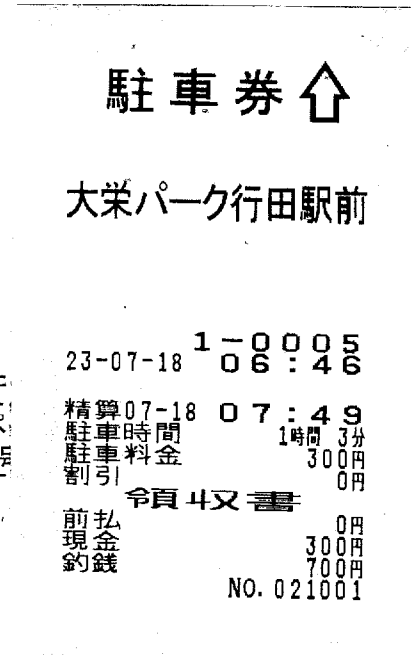 駐車券⇧
大栄パーク行田駅前
1-0005
23-07-18 06:46
精算07-18 07:49
駐車時間 1時間 3分
駐車料金 300円
割引 0円
領収書
前払 0円
現金 300円
釣銭 700円
NO.021001